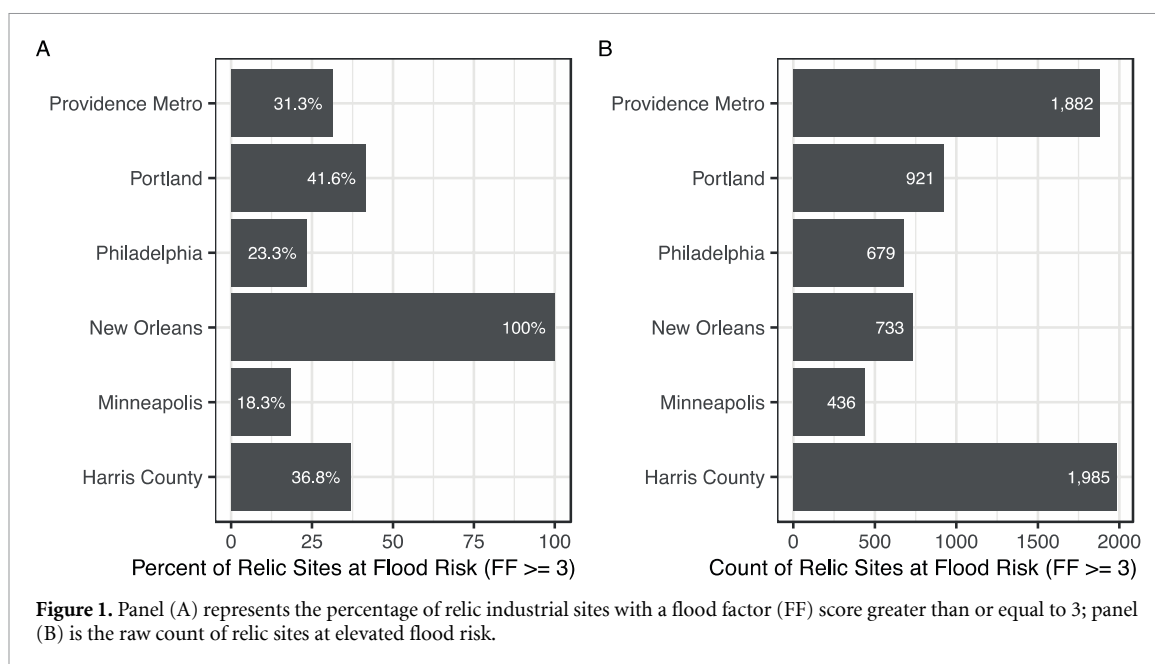 A
Providence Metro
31.3%
Portland
41.6%
Philadelphia
23.3%
New Orleans
100%
Minneapolis
18.3%
Harris County
36.8%
0 25 50 75 100
Percent of Relic Sites at Flood Risk (FF >= 3)
B
Providence Metro
1,882
Portland
921
Philadelphia
679
New Orleans
733
Minneapolis
436
Harris County
1,985
0 500 1000 1500 2000
Count of Relic Sites at Flood Risk (FF >= 3)
Figure 1. Panel (A) represents the percentage of relic industrial sites with a flood factor (FF) score greater than or equal to 3; panel
(B) is the raw count of relic sites at elevated flood risk.